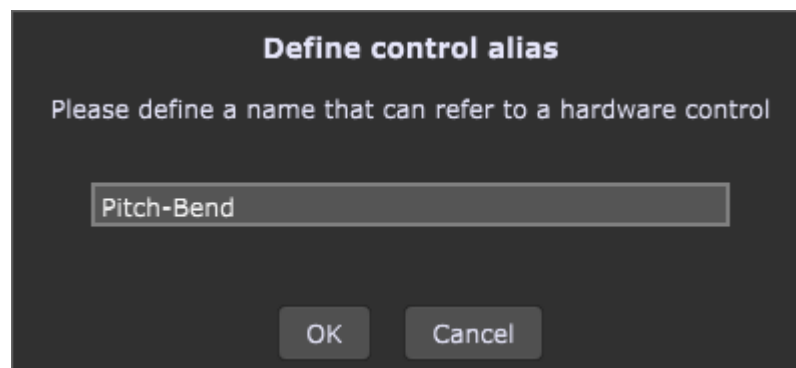 Define control alias
Please define a name that can refer to a hardware control
Pitch-Bend
OK Cancel